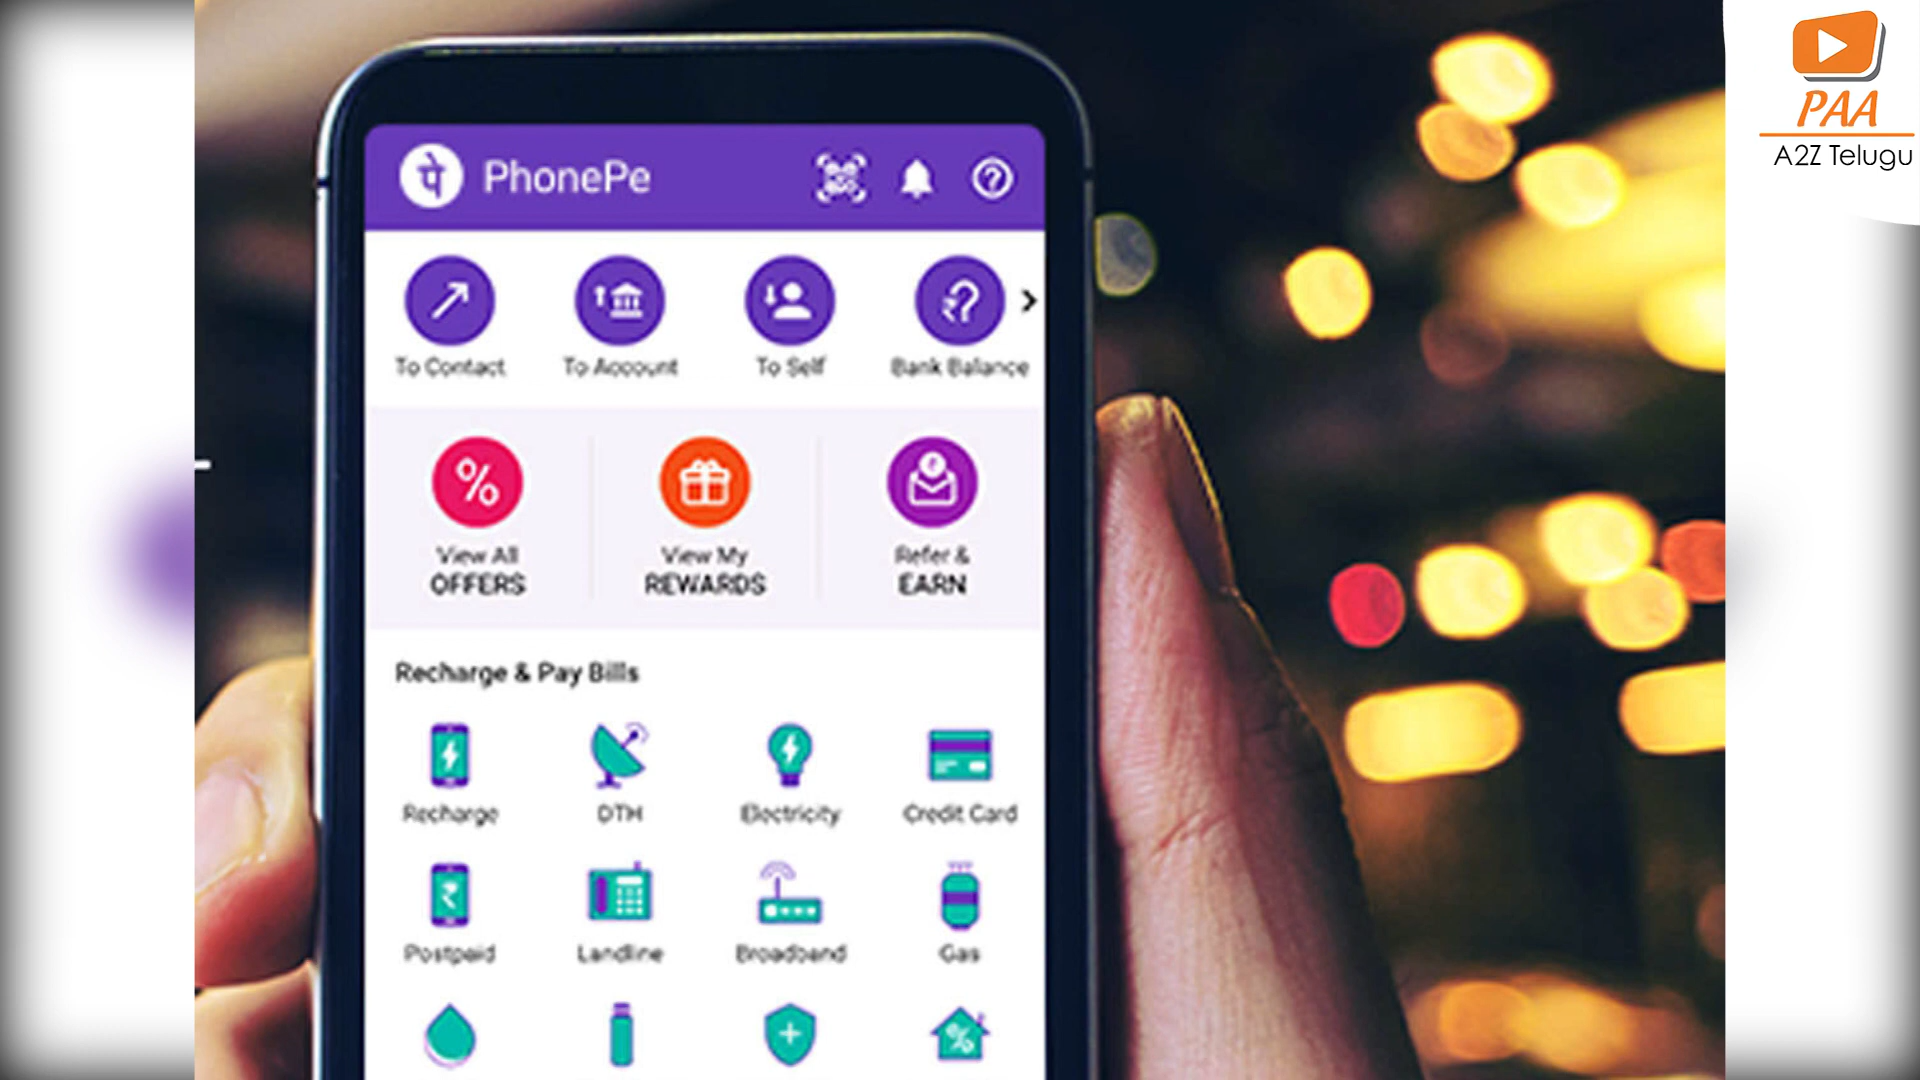 पे PhonePe
To Contact To Account To Self Bank Balance
View All OFFERS
View My REWARDS
Refer & EARN
Recharge & Pay Bills
Recharge DTH Electricity Credit Card
Postpaid Landline Broadband Gas
PAA
A2Z Telugu